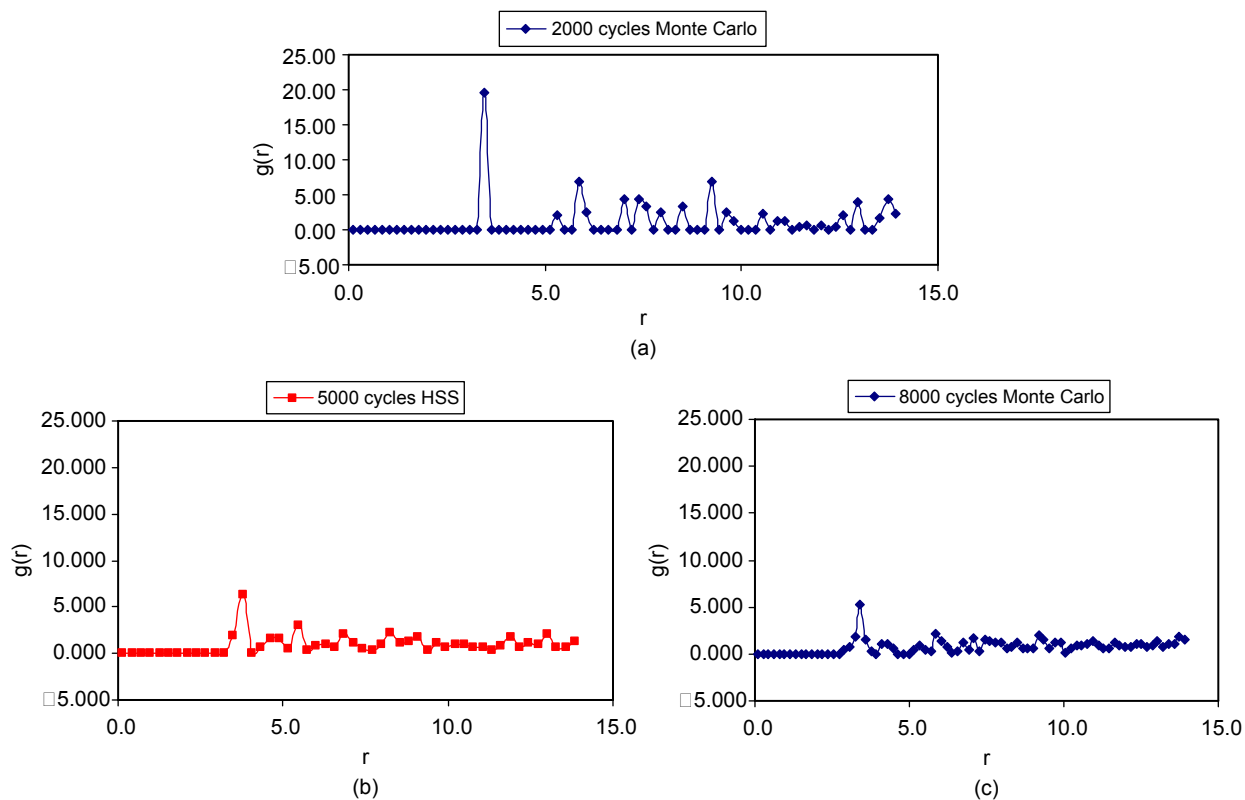 2000 cycles Monte Carlo
25.00
20.00
15.00
10.00
5.00
0.00
□5.00
g(r)
0.0 5.0 10.0 15.0
r
(a)
5000 cycles HSS
25.000
20.000
15.000
10.000
5.000
0.000
□5.000
g(r)
0.0 5.0 10.0 15.0
r
(b)
8000 cycles Monte Carlo
25.000
20.000
15.000
10.000
5.000
0.000
□5.000
g(r)
0.0 5.0 10.0 15.0
r
(c)